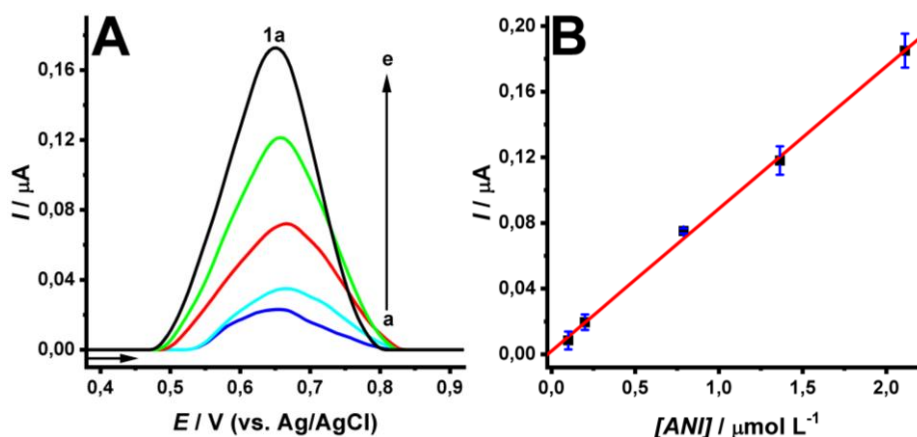 A
1a
e
a
0,16
0,12
0,08
0,04
0,00
I / μA
0,4 0,5 0,6 0,7 0,8 0,9
E / V (vs. Ag/AgCl)
B
0,20
0,16
0,12
0,08
0,04
0,00
I / μA
0,0 0,5 1,0 1,5 2,0
[ANI] / μmol L⁻¹